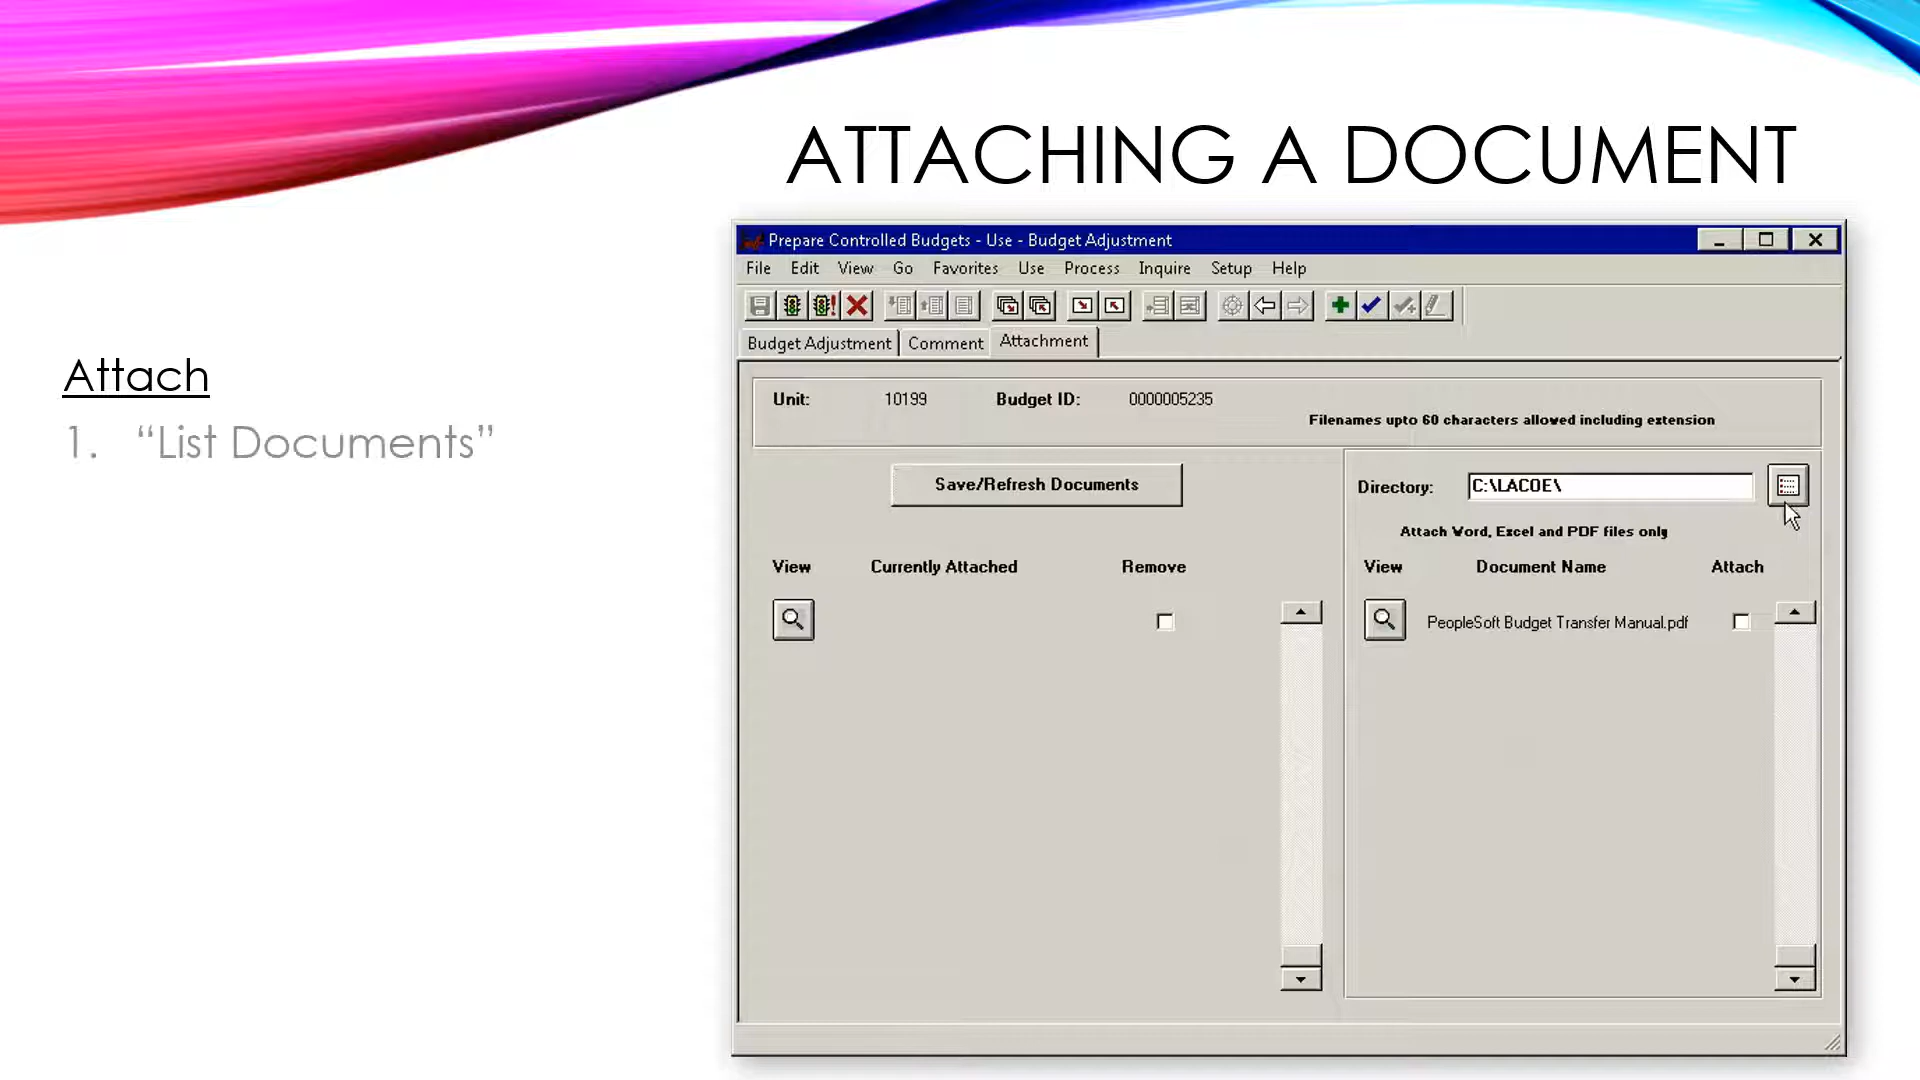 ATTACHING A DOCUMENT
Attach
1. “List Documents”
Prepare Controlled Budgets - Use - Budget Adjustment
File Edit View Go Favorites Use Process Inquire Setup Help
Budget Adjustment Comment Attachment
Unit: 10199 Budget ID: 0000005235
Filenames upto 60 characters allowed including extension
Save/Refresh Documents
Directory: C:\LACOE\
Attach Word, Excel and PDF files only
View Currently Attached Remove
View Document Name Attach
PeopleSoft Budget Transfer Manual.pdf